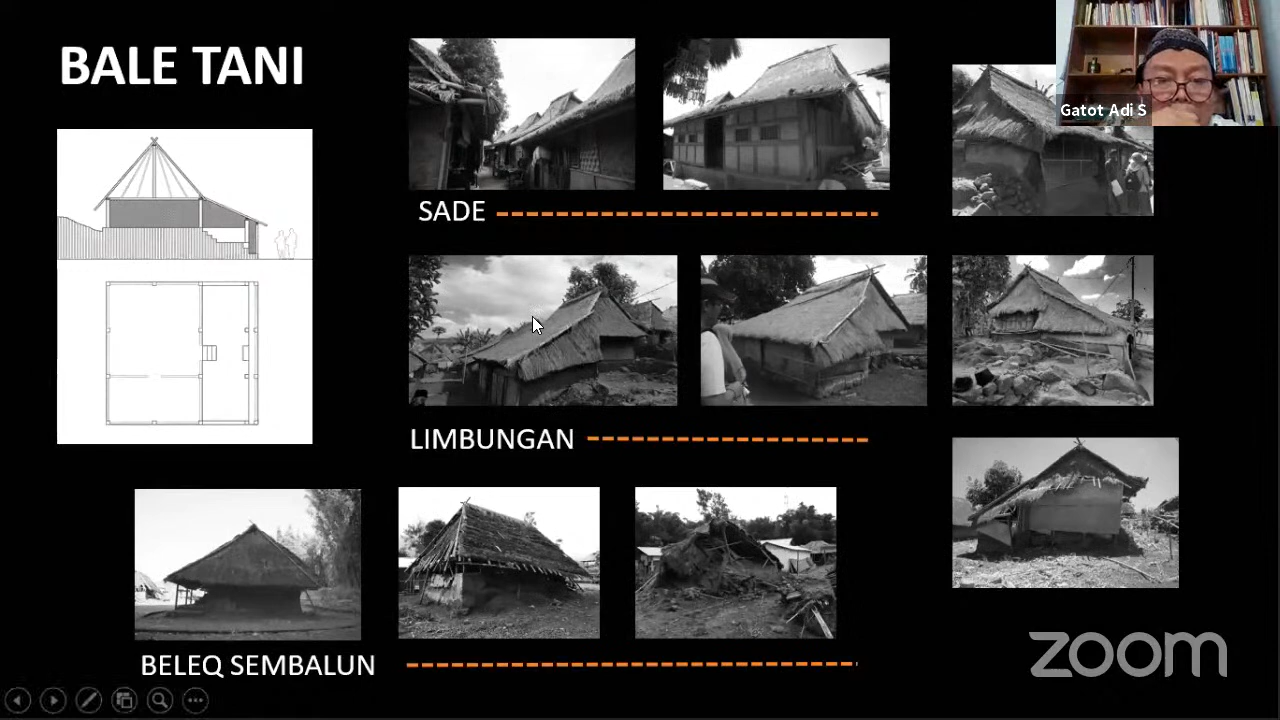 BALE TANI
Gatot Adi S
SADE
LIMBUNGAN
BELEQ SEMBALUN
zoom